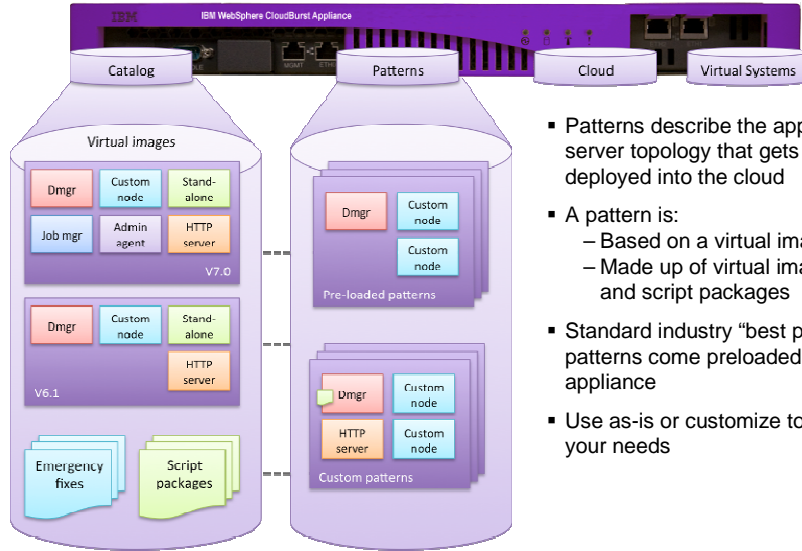 IBM
IBM WebSphere CloudBurst Appliance
MGMT
Catalog
Patterns
Cloud
Virtual Systems
Virtual images
Dmgr
Custom
node
Stand-
alone
Job mgr
Admin
agent
HTTP
server
V7.0
Dmgr
Custom
node
Stand-
alone
HTTP
server
V6.1
Emergency
fixes
Script
packages
Dmgr
Custom
node
Custom
node
Pre-loaded patterns
Dmgr
Custom
node
HTTP
server
Custom
node
Custom patterns
▪ Patterns describe the app
server topology that gets
deployed into the cloud
▪ A pattern is:
– Based on a virtual ima
– Made up of virtual ima
and script packages
▪ Standard industry “best p
patterns come preloaded
appliance
▪ Use as-is or customize to
your needs